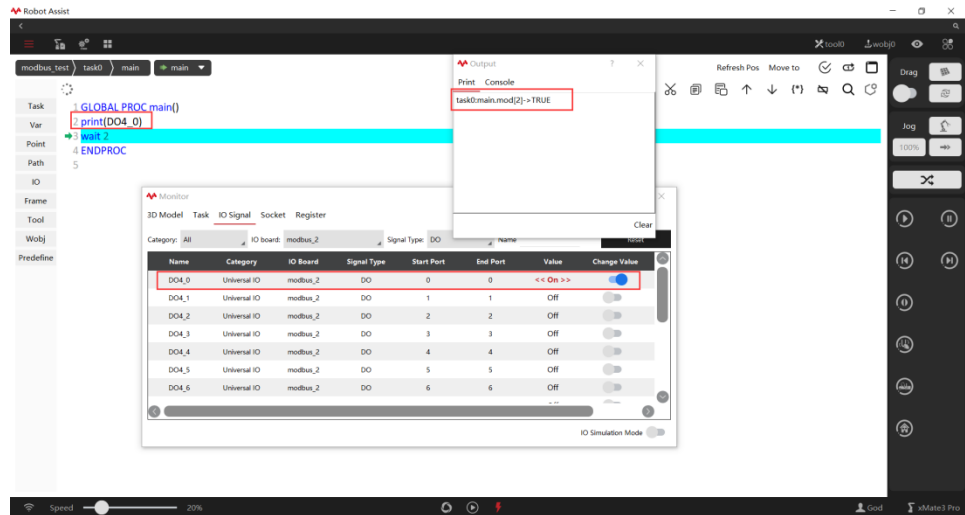 Robot Assist
tool0 wobj0
modbus_test task0 main main
Refresh Pos Move to
Task
Var
Point
Path
IO
Frame
Tool
Wobj
Predefine
1 GLOBAL PROC main()
2 print(DO4_0)
3 wait 2
4 ENDPROC
5
Output ? ×
Print Console
task0:main.mod[2]->TRUE
Clear
Monitor
3D Model Task IO Signal Socket Register
Category: All IO board: modbus_2 Signal Type: DO Name Reset
Name Category IO Board Signal Type Start Port End Port Value Change Value
DO4_0 Universal IO modbus_2 DO 0 0 << On >>
DO4_1 Universal IO modbus_2 DO 1 1 Off
DO4_2 Universal IO modbus_2 DO 2 2 Off
DO4_3 Universal IO modbus_2 DO 3 3 Off
DO4_4 Universal IO modbus_2 DO 4 4 Off
DO4_5 Universal IO modbus_2 DO 5 5 Off
DO4_6 Universal IO modbus_2 DO 6 6 Off
IO Simulation Mode
Drag
Jog
100%
Speed 20%
God xMate3 Pro